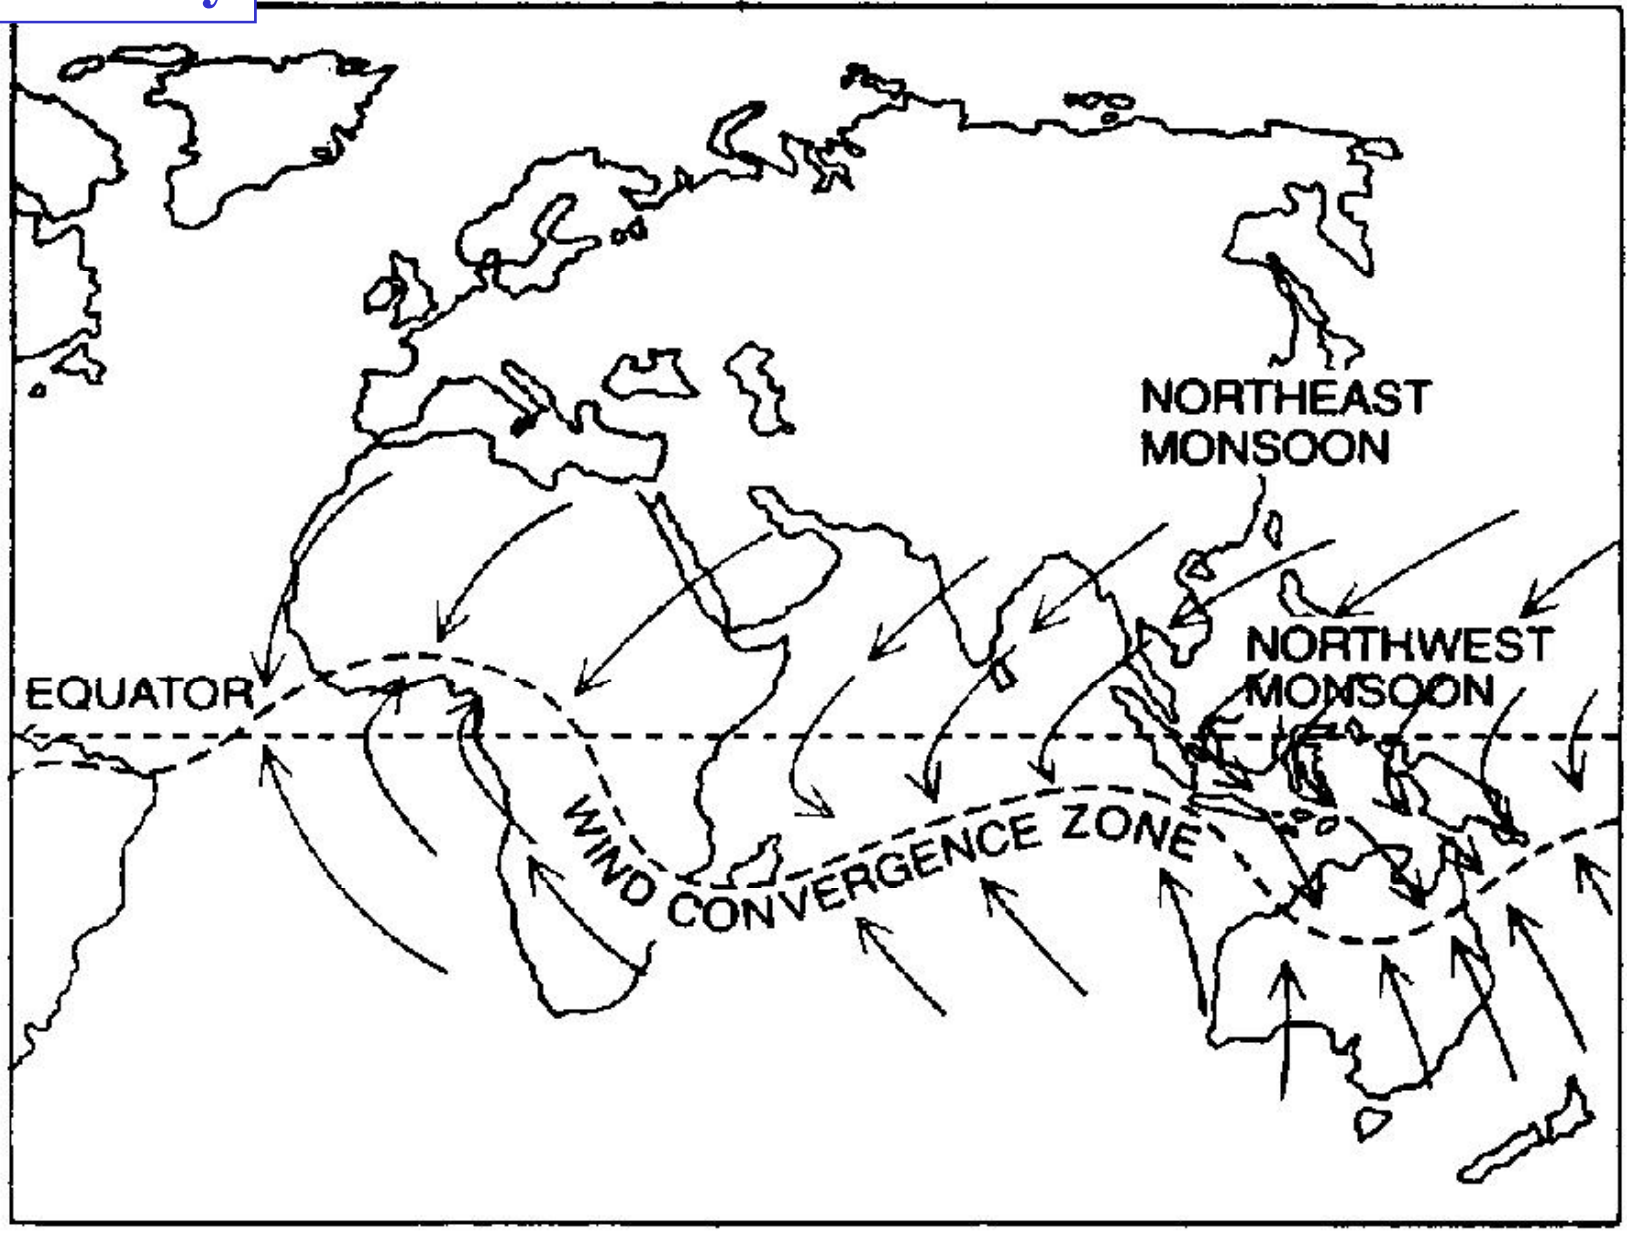 NORTHEAST
MONSOON
NORTHWEST
MONSOON
EQUATOR
WIND CONVERGENCE ZONE